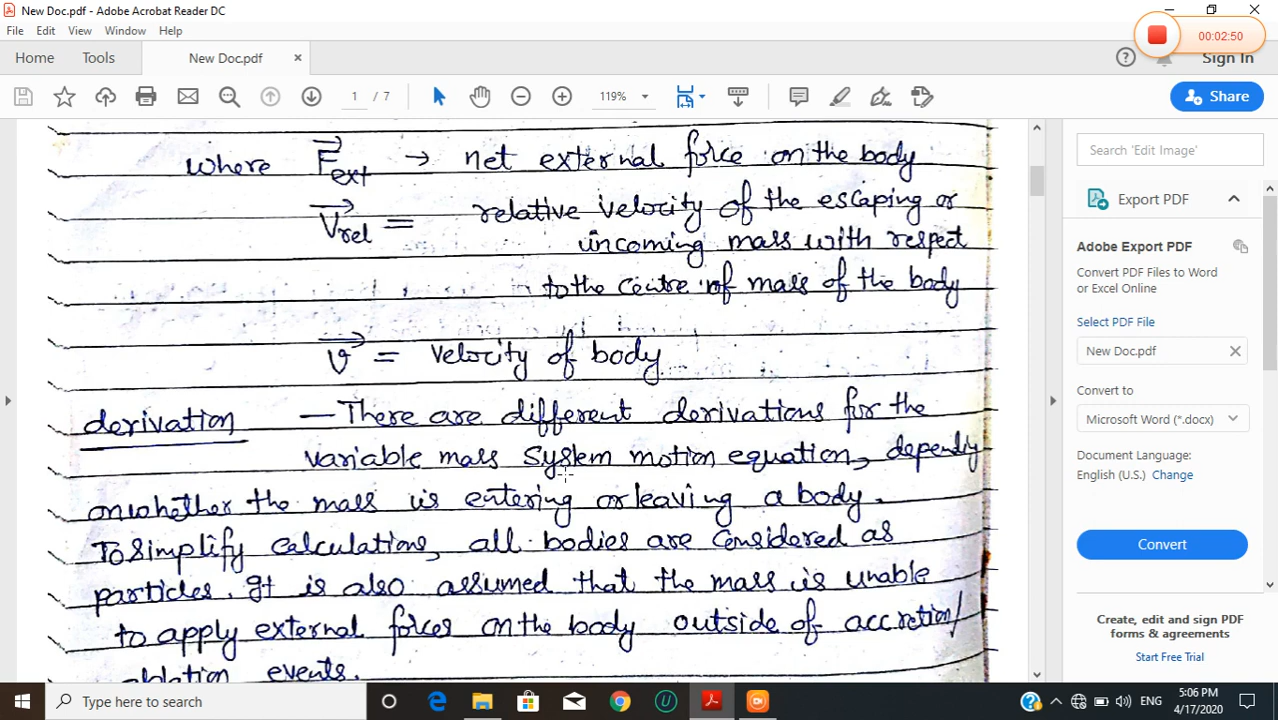 New Doc.pdf - Adobe Acrobat Reader DC
00:02:50
File Edit View Window Help
Home Tools New Doc.pdf × Sign In
1 / 7 119% Share
where F ext → net external force on the body
V rel = relative velocity of the escaping or
incoming mass with respect
to the centre of mass of the body
v = velocity of body
derivation — There are different derivations for the
variable mass system motion equation, depending
on whether the mass is entering or leaving a body.
To simplify calculations, all bodies are considered as
particles. It is also assumed that the mass is unable
to apply external forces on the body outside of accretion/
ablation events.
Search 'Edit Image'
Export PDF
Adobe Export PDF
Convert PDF Files to Word
or Excel Online
Select PDF File
New Doc.pdf
Convert to
Microsoft Word (*.docx)
Document Language:
English (U.S.) Change
Convert
Create, edit and sign PDF
forms & agreements
Start Free Trial
Type here to search
ENG
5:06 PM
4/17/2020